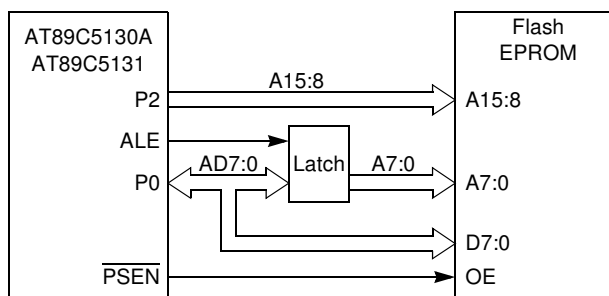 AT89C5130A
AT89C5131
Flash
EPROM
P2
A15:8
A15:8
ALE
P0
AD7:0
Latch
A7:0
A7:0
D7:0
PSEN
OE